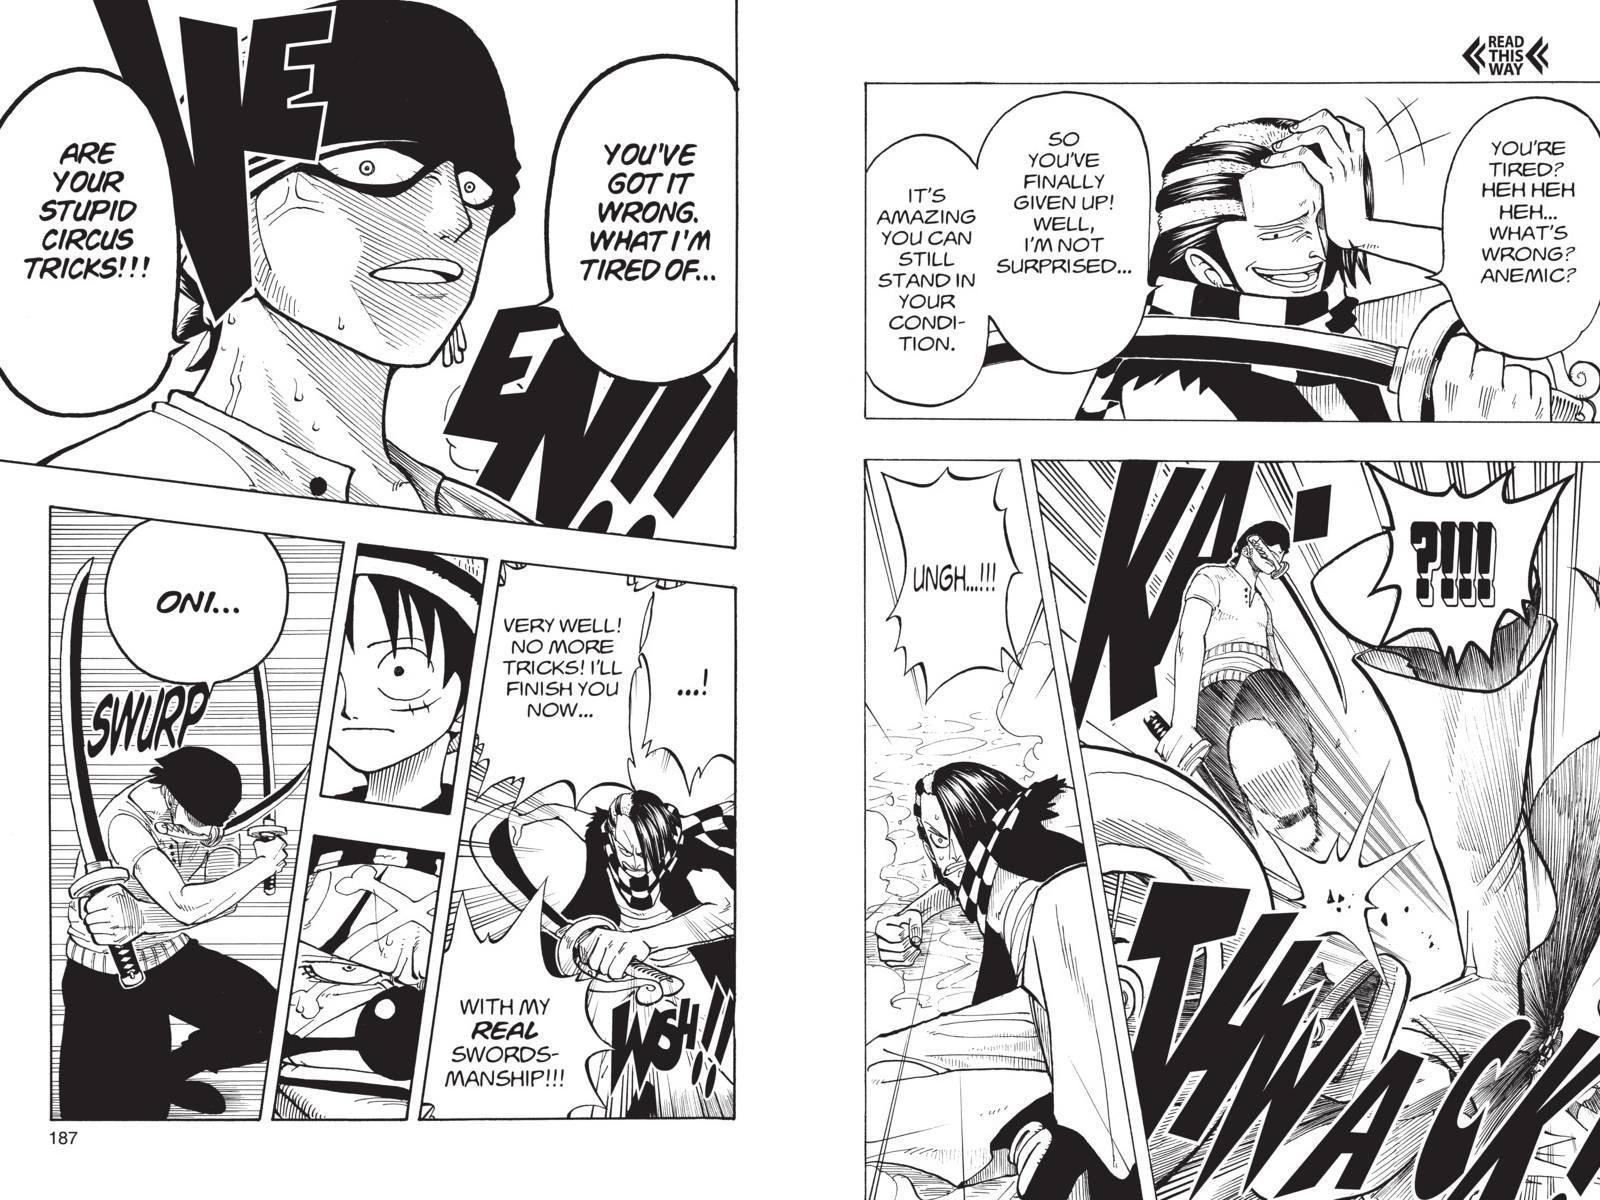 READ
THIS
WAY
YOU'RE
TIRED?
HEH HEH
HEH...
WHAT'S
WRONG?
ANEMIC?
SO
YOU'VE
FINALLY
GIVEN UP!
WELL,
I'M NOT
SURPRISED...
IT'S
AMAZING
YOU CAN
STILL
STAND IN
YOUR
CONDI-
TION.
?!!!
KA-
THWACK!
UNGH...!!!
YOU'VE
GOT IT
WRONG.
WHAT I'M
TIRED OF...
VEEEN!!
ARE
YOUR
STUPID
CIRCUS
TRICKS!!!
...!
VERY WELL!
NO MORE
TRICKS! I'LL
FINISH YOU
NOW...
WITH MY
REAL
SWORDS-
MANSHIP!!!
WSH!!
ONI...
SWURP
187